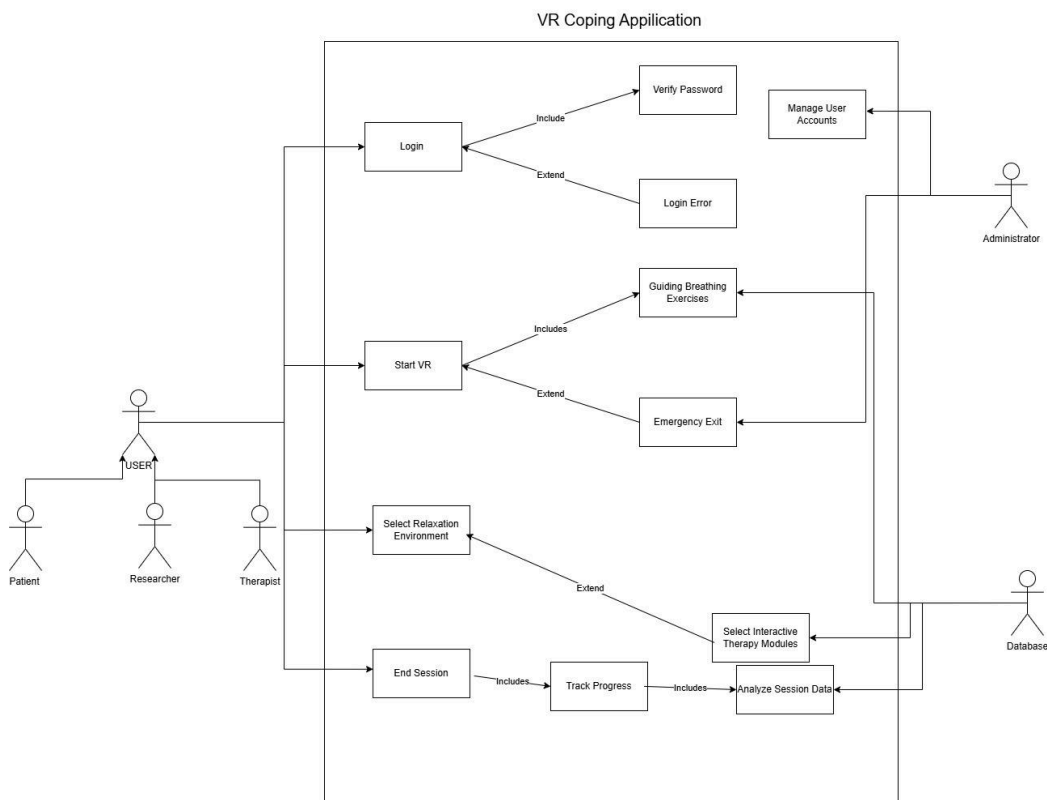 VR Coping Appilication
Verify Password
Manage User
Accounts
Include
Login
Extend
Login Error
Administrator
Guiding Breathing
Exercises
Includes
Start VR
Extend
Emergency Exit
USER
Select Relaxation
Environment
Patient
Researcher
Therapist
Extend
Select Interactive
Therapy Modules
Database
End Session
Includes
Track Progress
Includes
Analyze Session Data